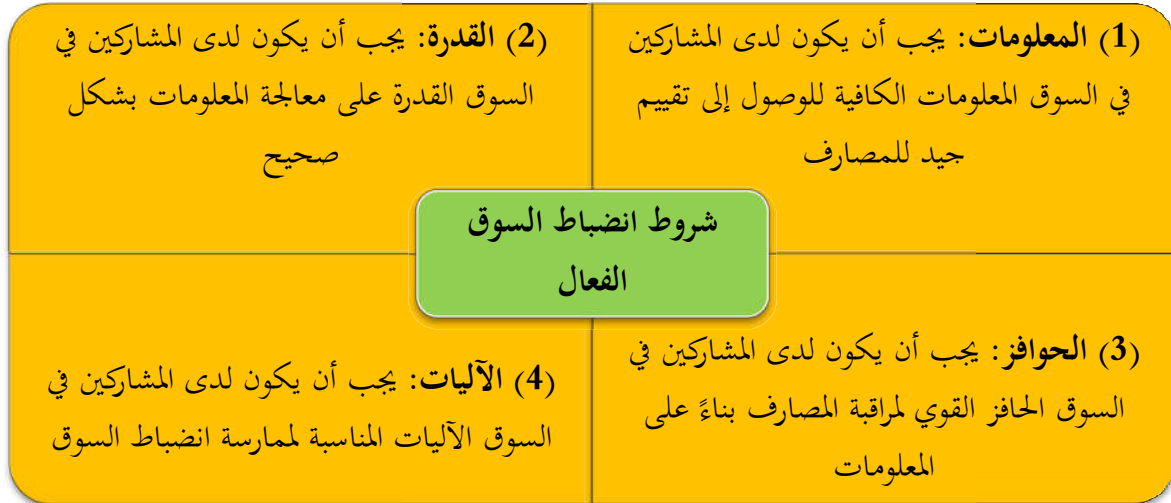 (1) المعلومات: يجب أن يكون لدى المشاركين
في السوق المعلومات الكافية للوصول إلى تقييم
جيد للمصارف
(2) القدرة: يجب أن يكون لدى المشاركين في
السوق القدرة على معالجة المعلومات بشكل
صحيح
شروط انضباط السوق
الفعال
(3) الحوافز: يجب أن يكون لدى المشاركين في
السوق الحافز القوي لمراقبة المصارف بناءً على
المعلومات
(4) الآليات: يجب أن يكون لدى المشاركين في
السوق الآليات المناسبة لممارسة انضباط السوق